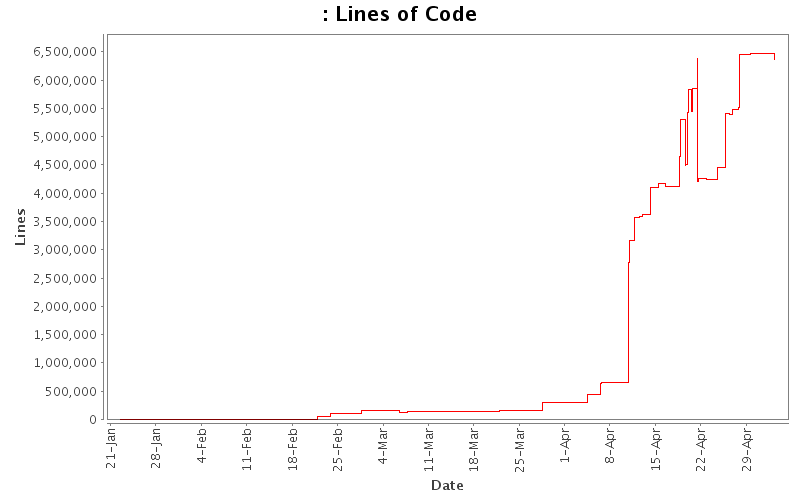 : Lines of Code
6,500,000
6,000,000
5,500,000
5,000,000
4,500,000
4,000,000
3,500,000
3,000,000
2,500,000
2,000,000
1,500,000
1,000,000
500,000
0
Lines
21-Jan
28-Jan
4-Feb
11-Feb
18-Feb
25-Feb
4-Mar
11-Mar
18-Mar
25-Mar
1-Apr
8-Apr
15-Apr
22-Apr
29-Apr
Date